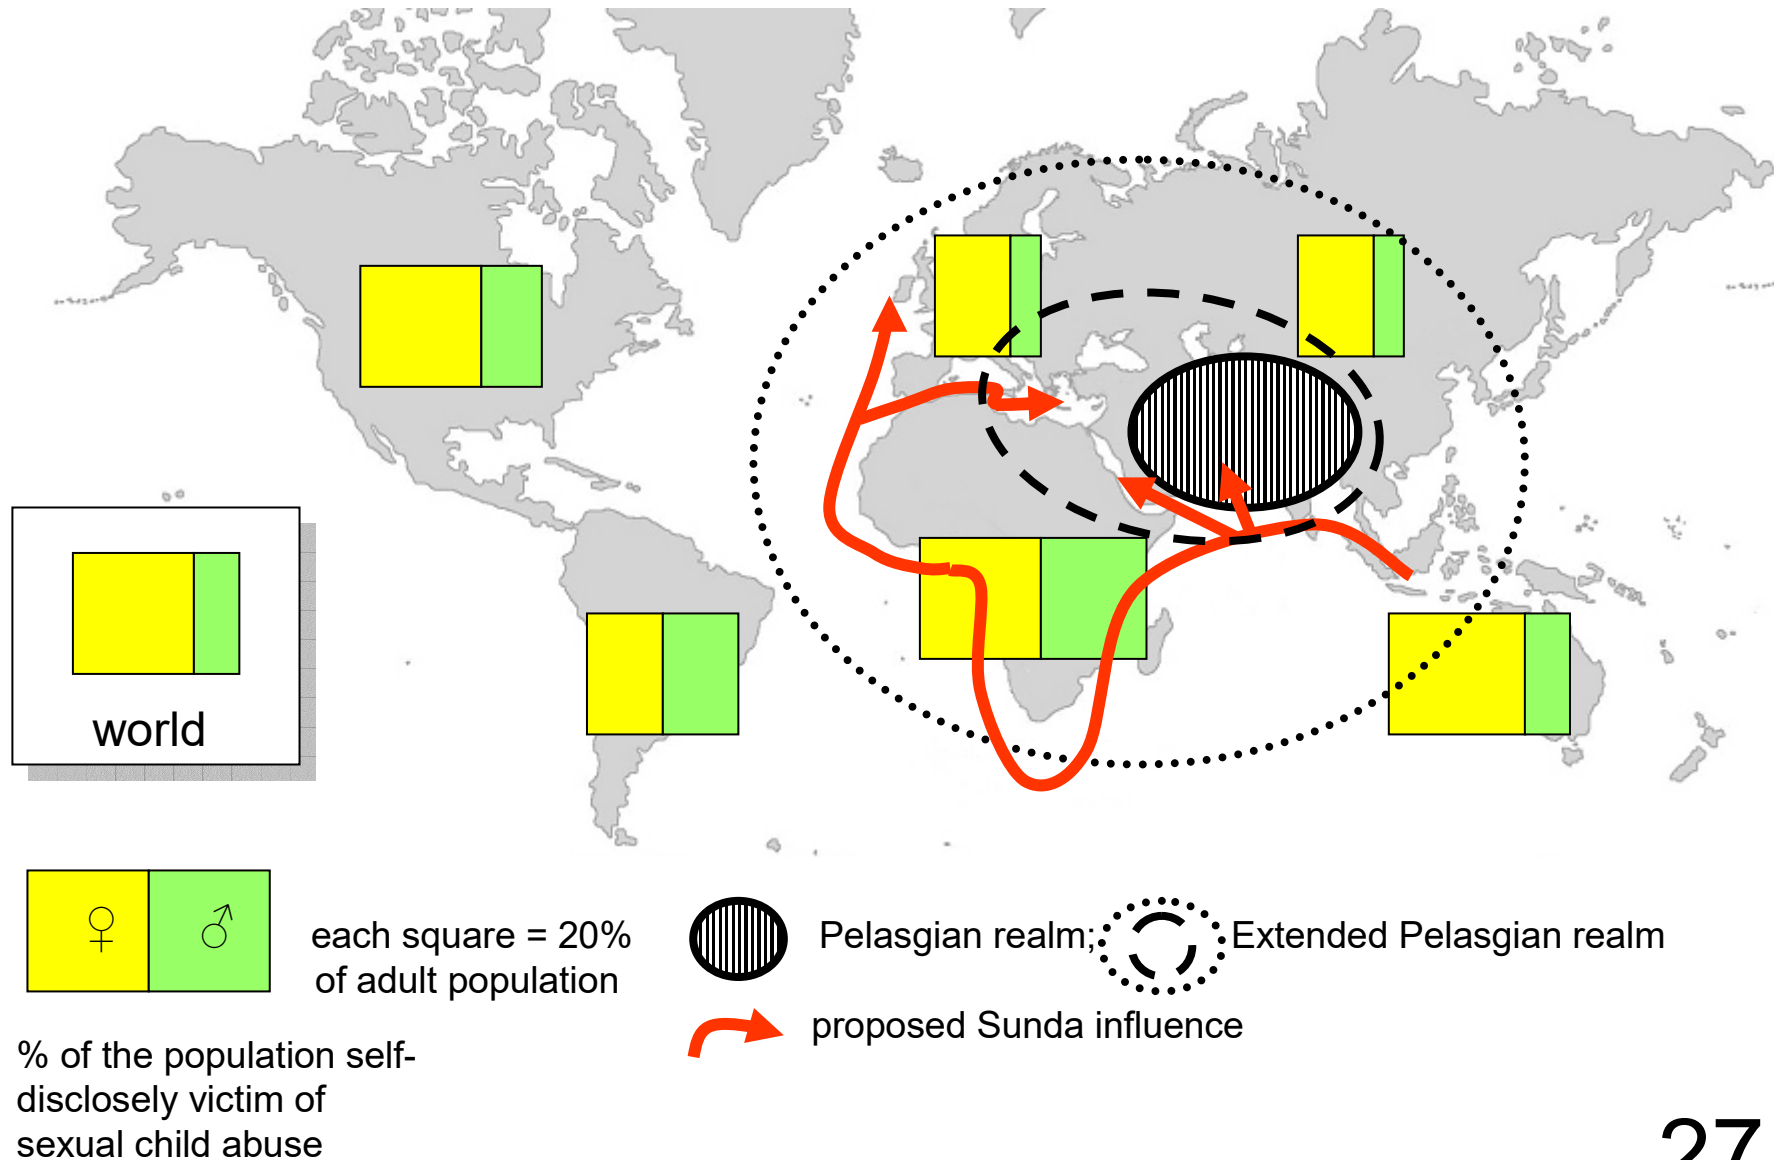 world
♀ ♂
each square = 20%
of adult population
Pelasgian realm; Extended Pelasgian realm
proposed Sunda influence
% of the population self-
disclosely victim of
sexual child abuse
27